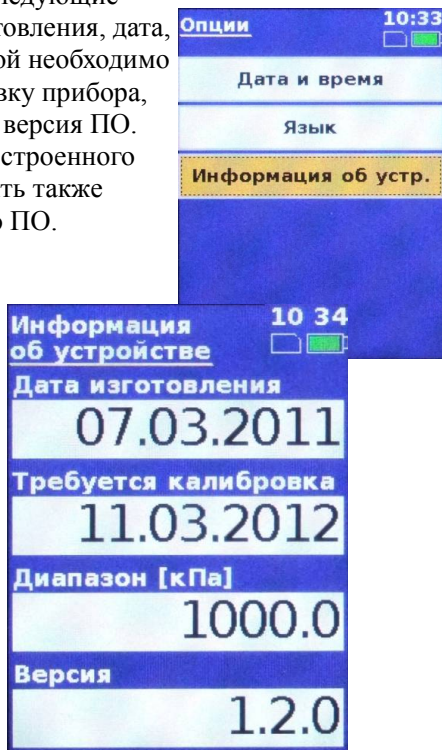 товления, дата,
ой необходимо
вку прибора,
версия ПО.
строенного
ть также
ПО.
Опции 10:33
Дата и время
Язык
Информация об устр.
Информация 10 34
об устройстве
Дата изготовления
07.03.2011
Требуется калибровка
11.03.2012
Диапазон [кПа]
1000.0
Версия
1.2.0